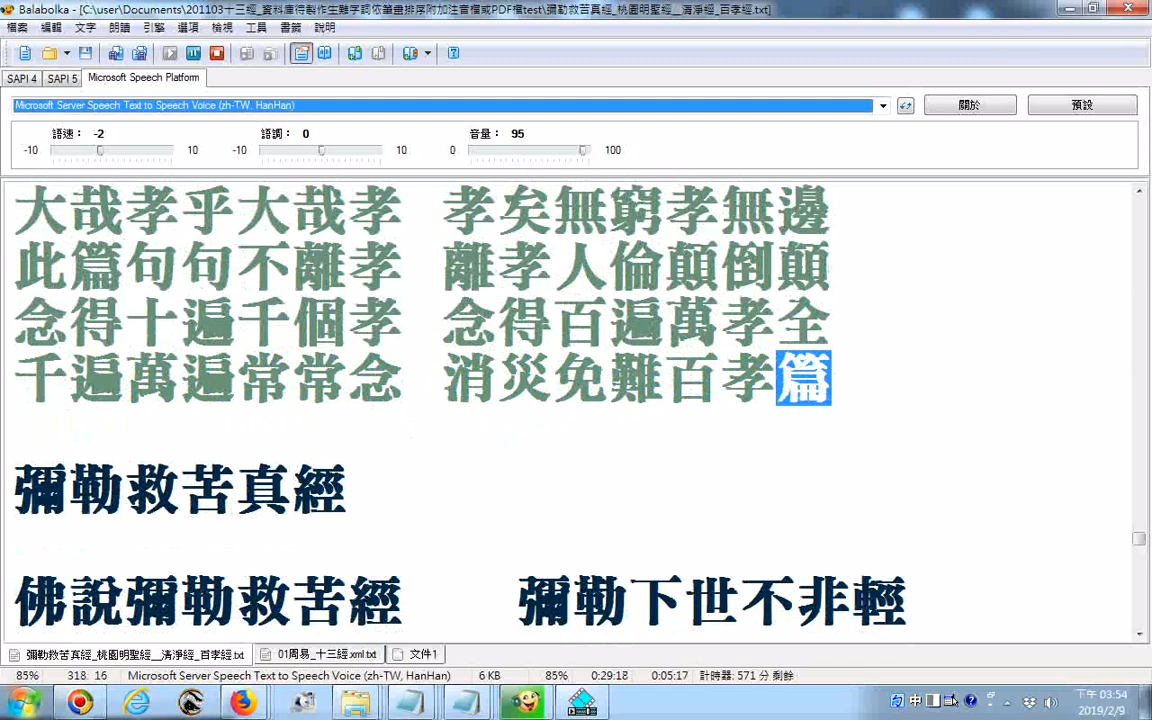 Balabolka - [C:\user\Documents\201103十三經_資料庫待製作生難字詞依筆畫排序附加注音檔或PDF檔test\彌勒救苦真經_桃園明聖經__清淨經_百孝經.txt]
檔案 編輯 文字 朗讀 引擎 選項 檢視 工具 書籤 說明
SAPI 4 SAPI 5 Microsoft Speech Platform
Microsoft Server Speech Text to Speech Voice (zh-TW, HanHan) 關於 預設
語速： -2 語調： 0 音量： 95
-10 10 -10 10 0 100
大哉孝乎大哉孝 孝矣無窮孝無邊
此篇句句不離孝 離孝人倫顛倒顛
念得十遍千個孝 念得百遍萬孝全
千遍萬遍常常念 消災免難百孝篇
彌勒救苦真經
佛說彌勒救苦經 彌勒下世不非輕
彌勒救苦真經_桃園明聖經__清淨經_百孝經.txt 01周易_十三經.xml.txt 文件1
85% 318: 16 Microsoft Server Speech Text to Speech Voice (zh-TW, HanHan) 6 KB 85% 0:29:18 0:05:17 計時器: 571 分 剩餘
中 下午 03:54
2019/2/9